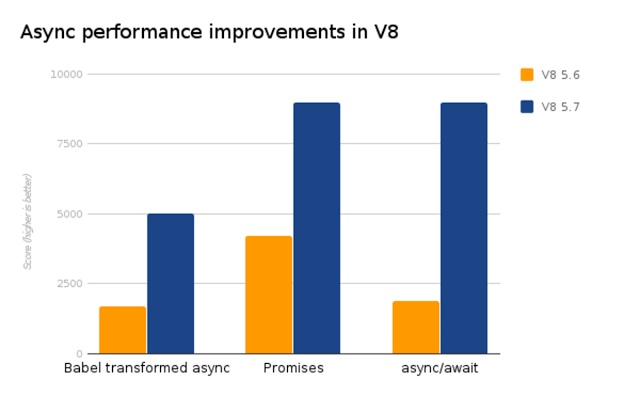 Async performance improvements in V8
10000
7500
5000
2500
0
Score (higher is better)
Babel transformed async
Promises
async/await
V8 5.6
V8 5.7